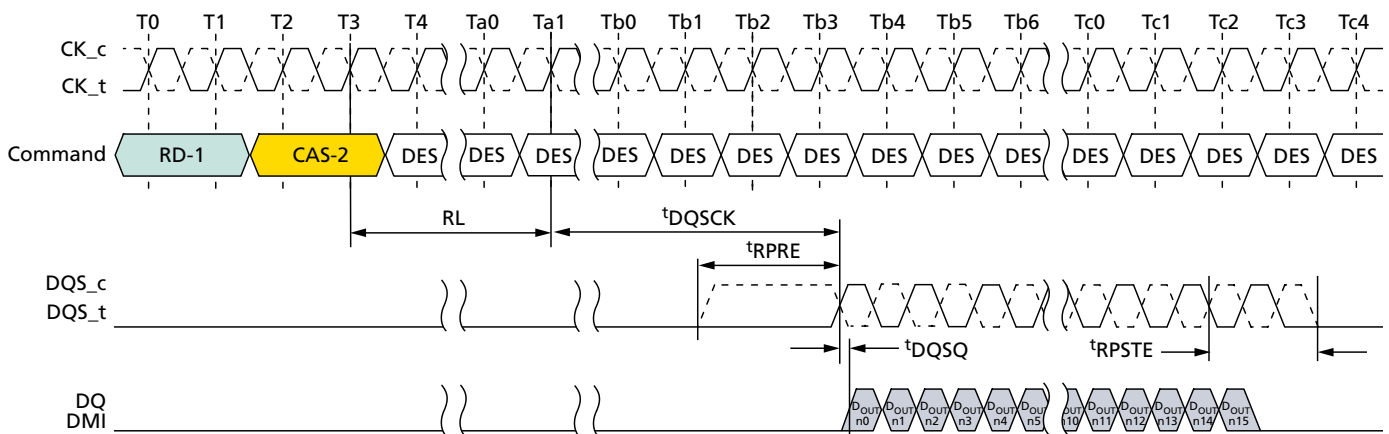 T0 T1 T2 T3 T4 Ta0 Ta1 Tb0 Tb1 Tb2 Tb3 Tb4 Tb5 Tb6 Tc0 Tc1 Tc2 Tc3 Tc4
CK_c
CK_t
Command RD-1 CAS-2 DES DES DES DES DES DES DES DES DES DES DES DES DES DES DES
RL tDQSCK
tRPRE
DQS_c
DQS_t
tDQSQ tRPSTE
DQ
DMI
DOUT n0 DOUT n1 DOUT n2 DOUT n3 DOUT n4 DOUT n5 DOUT n10 DOUT n11 DOUT n12 DOUT n13 DOUT n14 DOUT n15